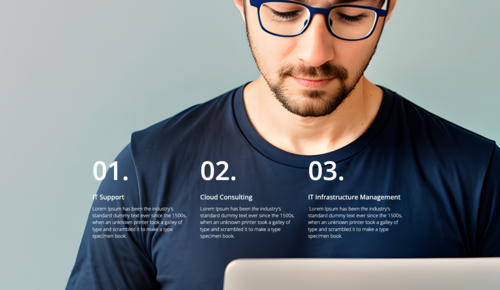 01.
IT Support
Lorem Ipsum has been the industry's
standard dummy text ever since the 1500s,
when an unknown printer took a galley of
type and scrambled it to make a type
specimen book.
02.
Cloud Consulting
Lorem Ipsum has been the industry's
standard dummy text ever since the 1500s,
when an unknown printer took a galley of
type and scrambled it to make a type
specimen book.
03.
IT Infrastructure Management
Lorem Ipsum has been the industry's
standard dummy text ever since the 1500s,
when an unknown printer took a galley of
type and scrambled it to make a type
specimen book.